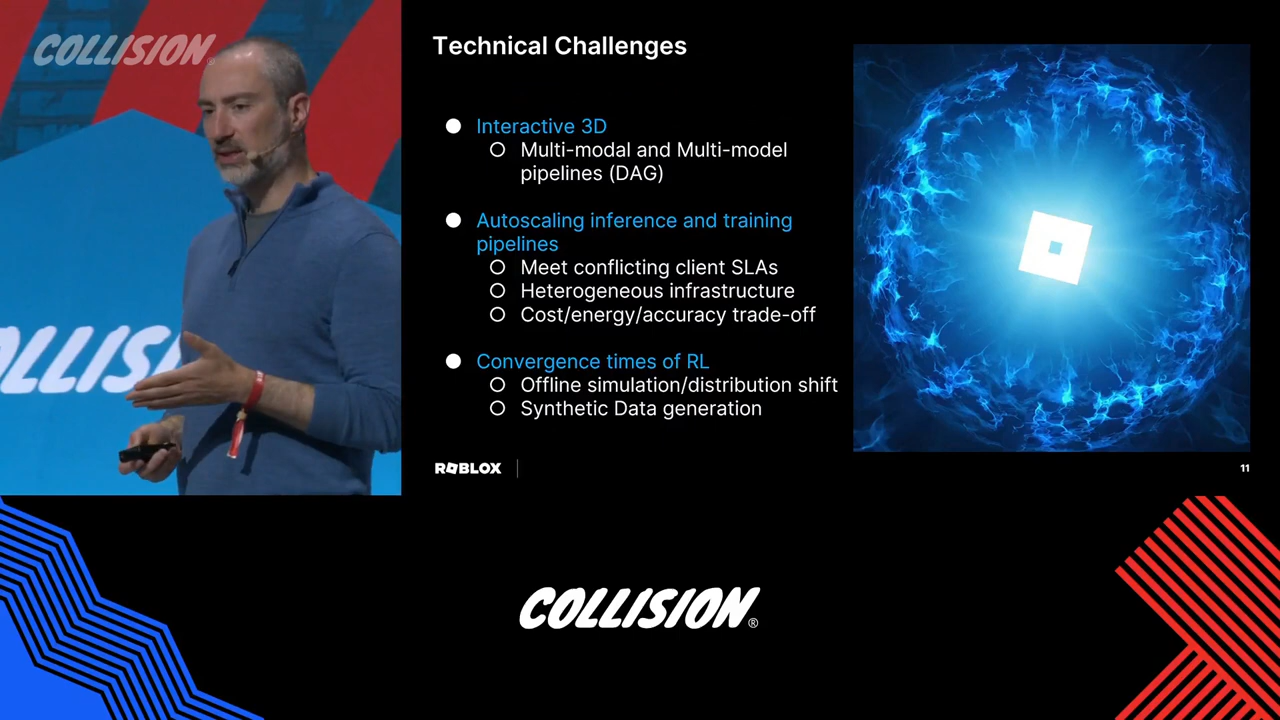 COLLISION®
OLLISI
Technical Challenges
Interactive 3D
Multi-modal and Multi-model
pipelines (DAG)
Autoscaling inference and training
pipelines
Meet conflicting client SLAs
Heterogeneous infrastructure
Cost/energy/accuracy trade-off
Convergence times of RL
Offline simulation/distribution shift
Synthetic Data generation
ROBLOX
11
COLLISION®